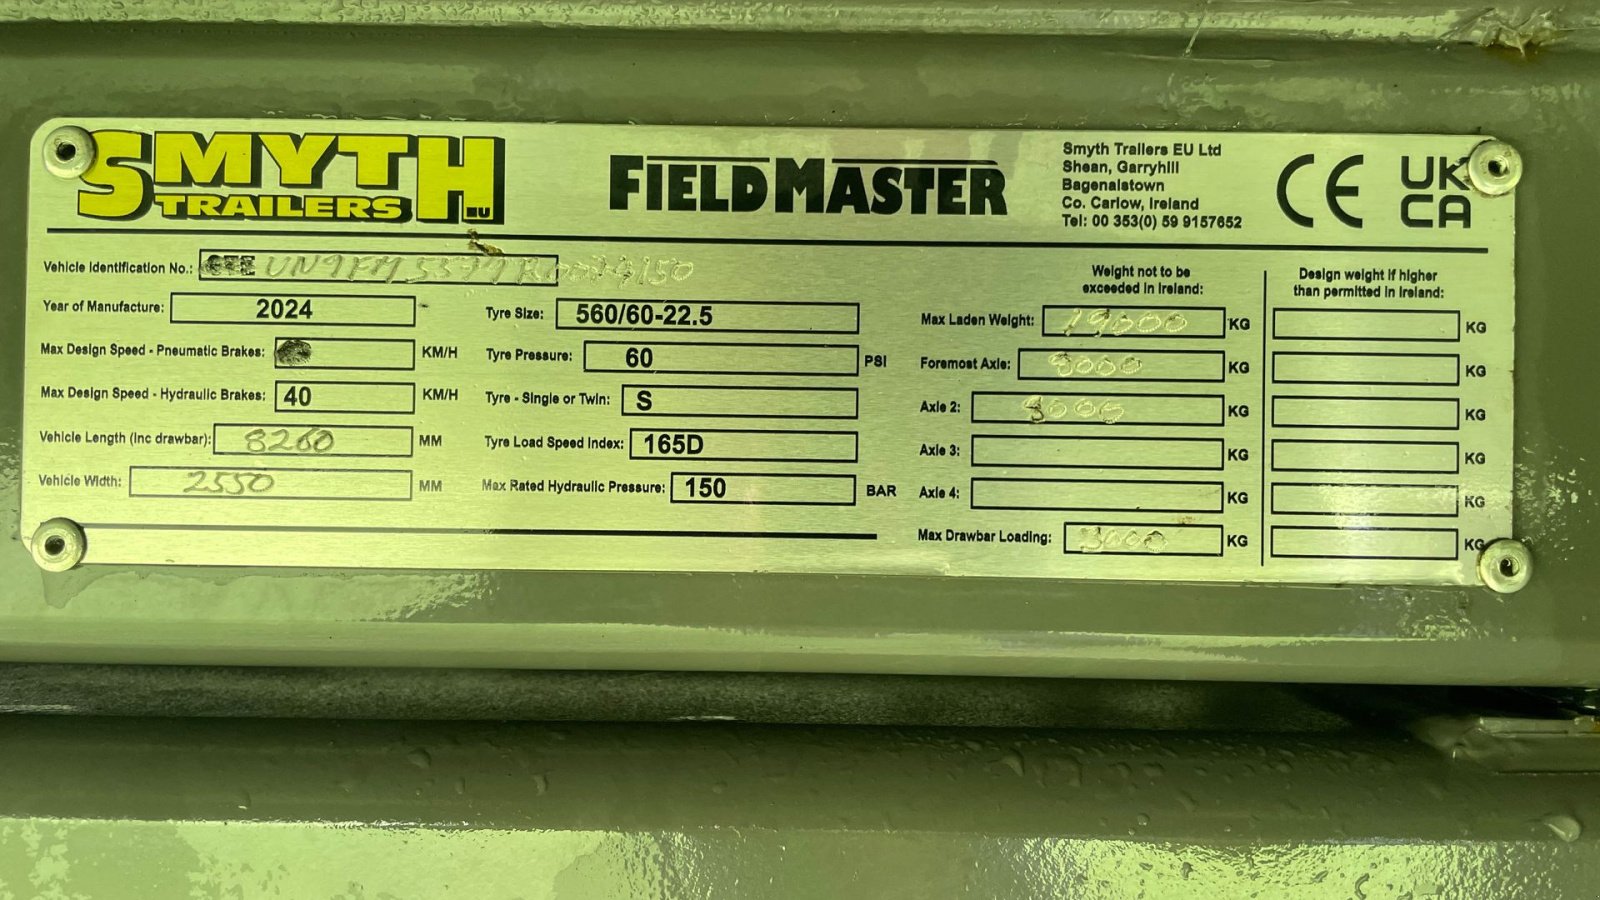 SMYTH
TRAILERS EU
FIELDMASTER
Smyth Trailers EU Ltd
Shean, Garryhill
Bagenalstown
Co. Carlow, Ireland
Tel: 00 353(0) 59 9157652
CE
UK
CA
Vehicle Identification No.:
Year of Manufacture: 2024
Max Design Speed - Pneumatic Brakes: KM/H
Max Design Speed - Hydraulic Brakes: 40 KM/H
Vehicle Length (inc drawbar): 8260 MM
Vehicle Width: 2550 MM
Tyre Size: 560/60-22.5
Tyre Pressure: 60 PSI
Tyre - Single or Twin: S
Tyre Load Speed Index: 165D
Max Rated Hydraulic Pressure: 150 BAR
Weight not to be
exceeded in Ireland:
Max Laden Weight: 19000 KG
Foremost Axle: 8000 KG
Axle 2: 8000 KG
Axle 3: KG
Axle 4: KG
Max Drawbar Loading: 3000 KG
Design weight if higher
than permitted in Ireland:
KG
KG
KG
KG
KG
KG